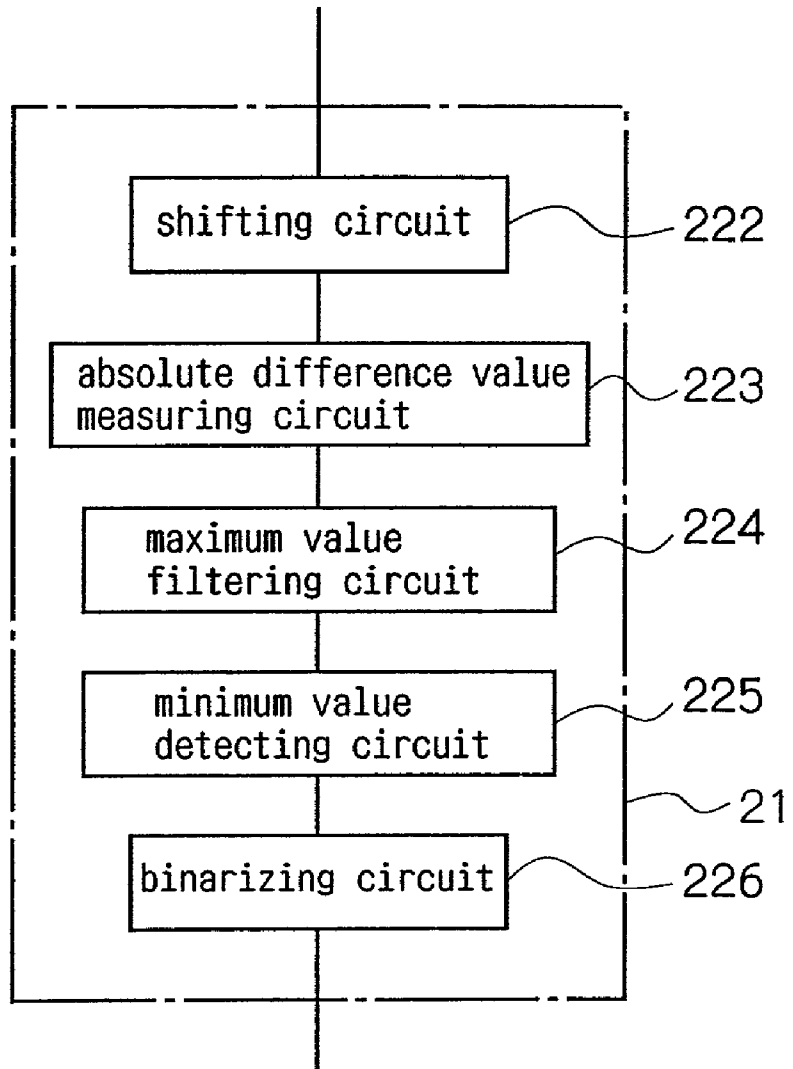 shifting circuit
222
absolute difference value
measuring circuit
223
maximum value
filtering circuit
224
minimum value
detecting circuit
225
21
binarizing circuit
226